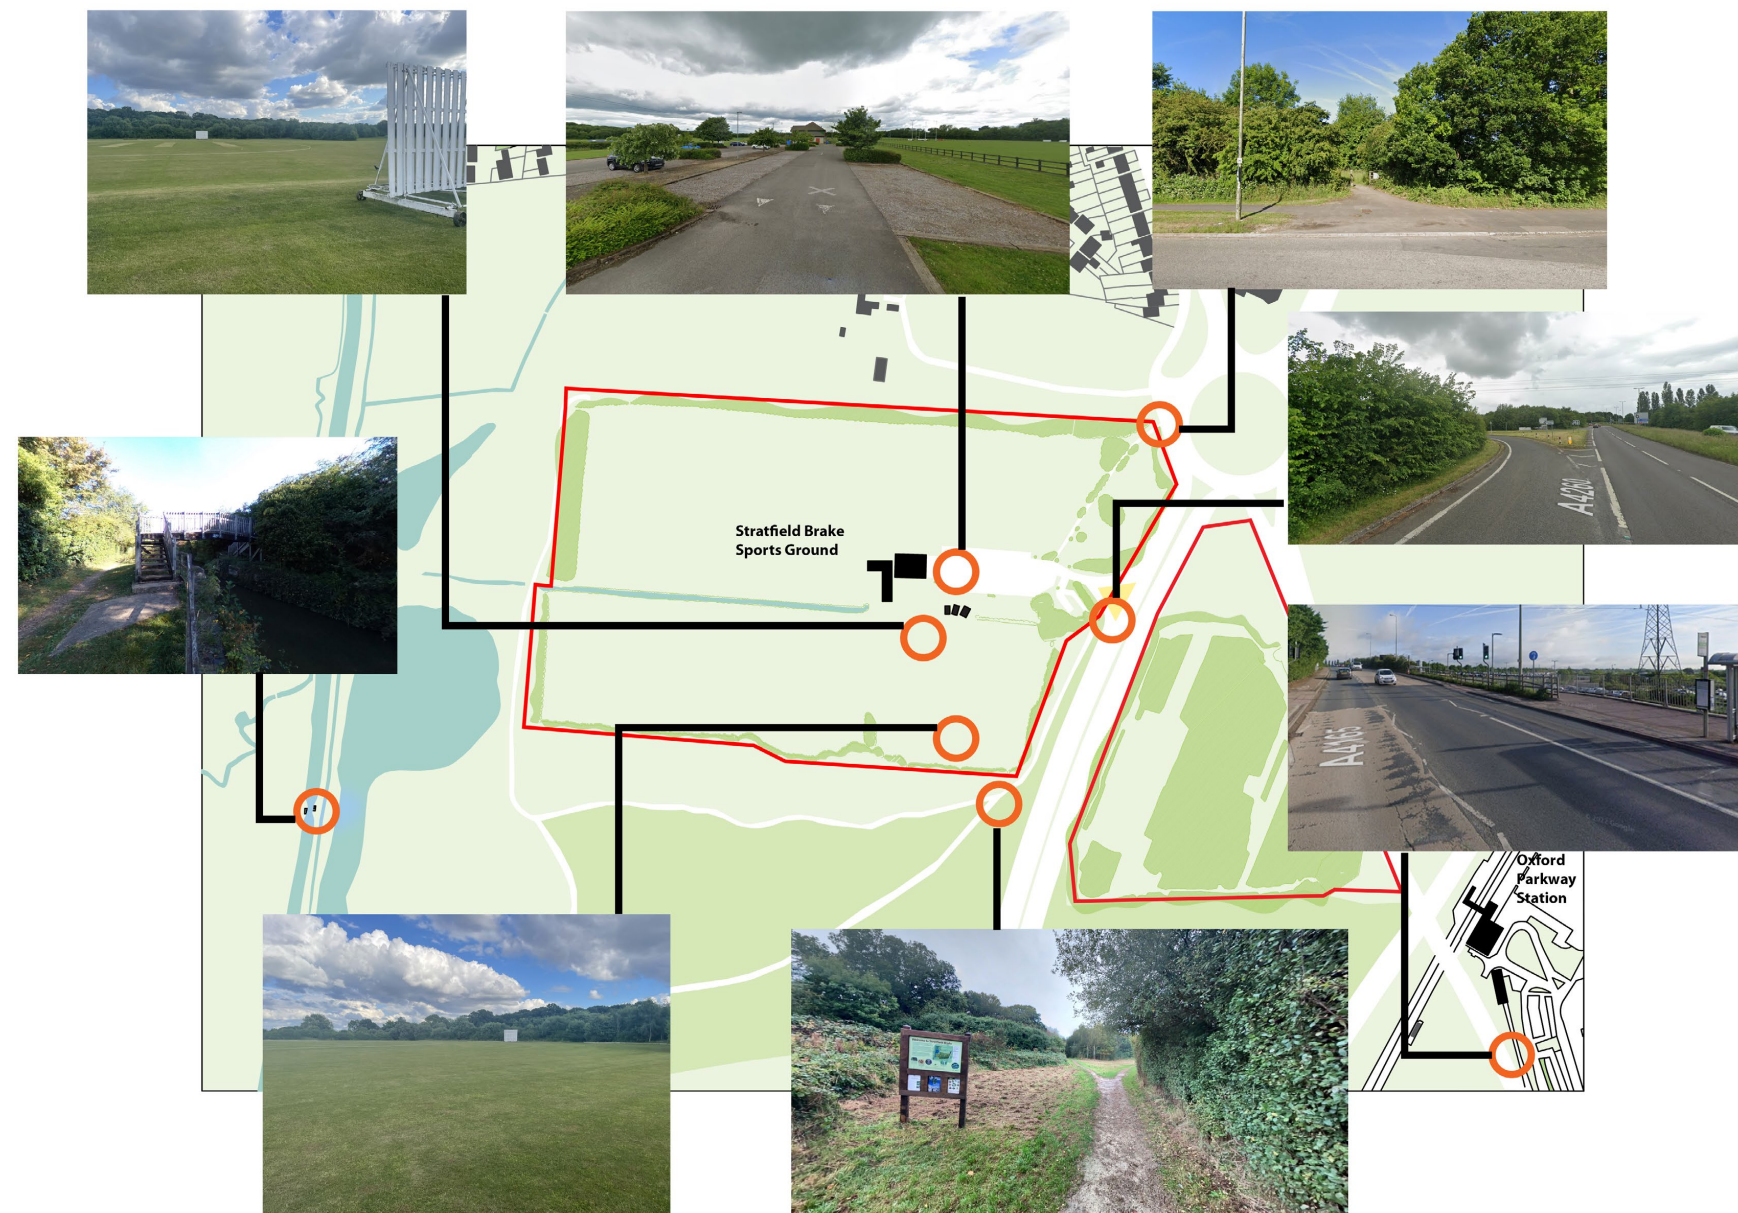 A4260
Stratfield Brake
Sports Ground
A4165
Oxford
Parkway
Station